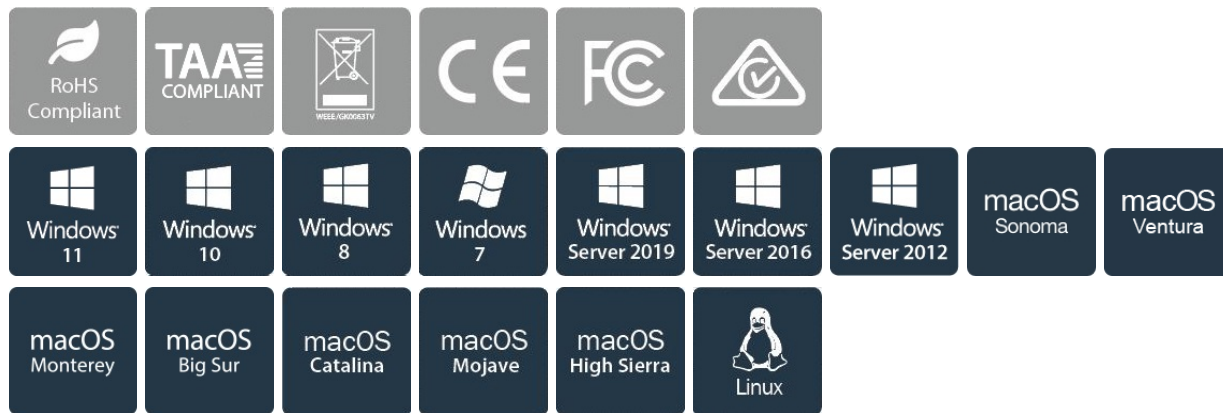 RoHS
Compliant
TAA
COMPLIANT
WEEE/GK0063TV
CE
FC
Windows
11
Windows
10
Windows
8
Windows
7
Windows
Server 2019
Windows
Server 2016
Windows
Server 2012
macOS
Sonoma
macOS
Ventura
macOS
Monterey
macOS
Big Sur
macOS
Catalina
macOS
Mojave
macOS
High Sierra
Linux